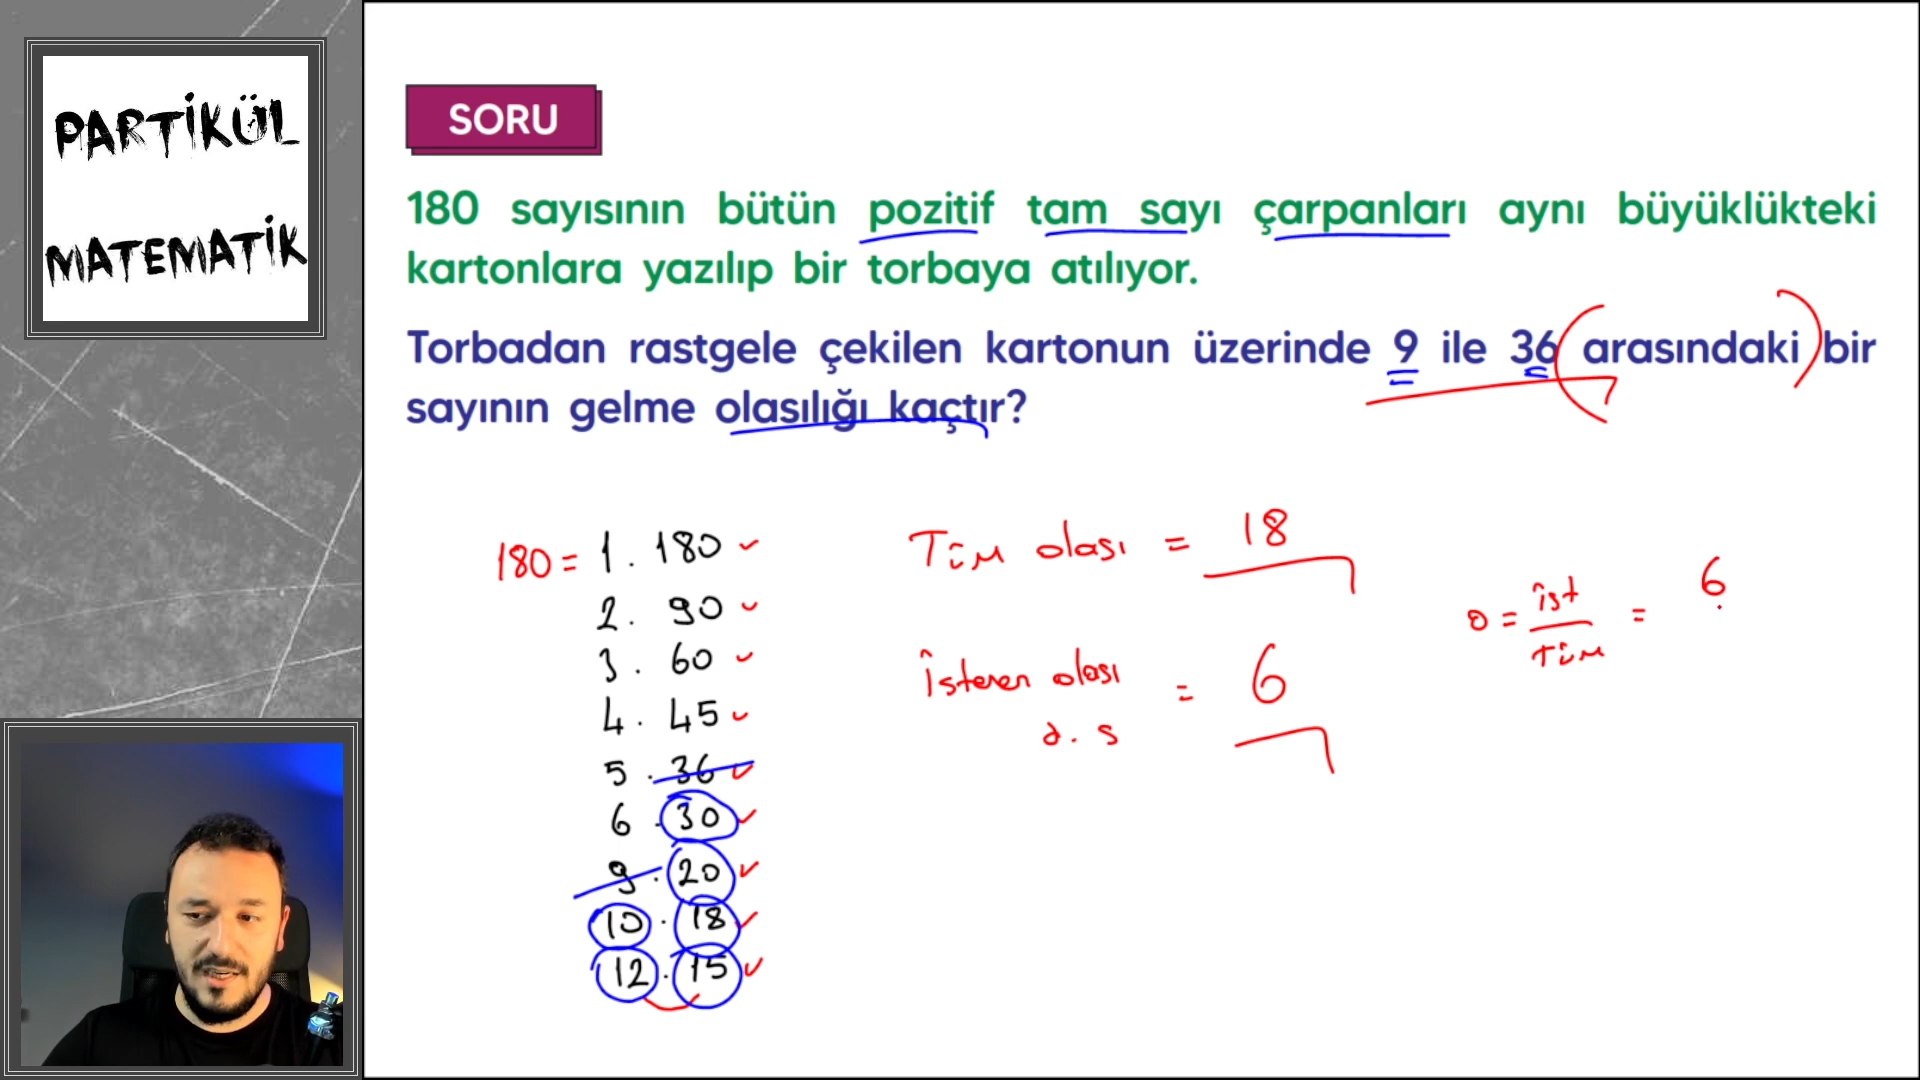 PARTİKÜL
MATEMATİK
SORU
180 sayısının bütün pozitif tam sayı çarpanları aynı büyüklükteki
kartonlara yazılıp bir torbaya atılıyor.
Torbadan rastgele çekilen kartonun üzerinde 9 ile 36 arasındaki bir
sayının gelme olasılığı kaçtır?
180 = 1 . 180
2 . 90
3 . 60
4 . 45
5 . 36
6 . 30
9 . 20
10 . 18
12 . 15
Tüm olası = 18
İstenen olası = 6
d. s
O = ist / Tüm = 6